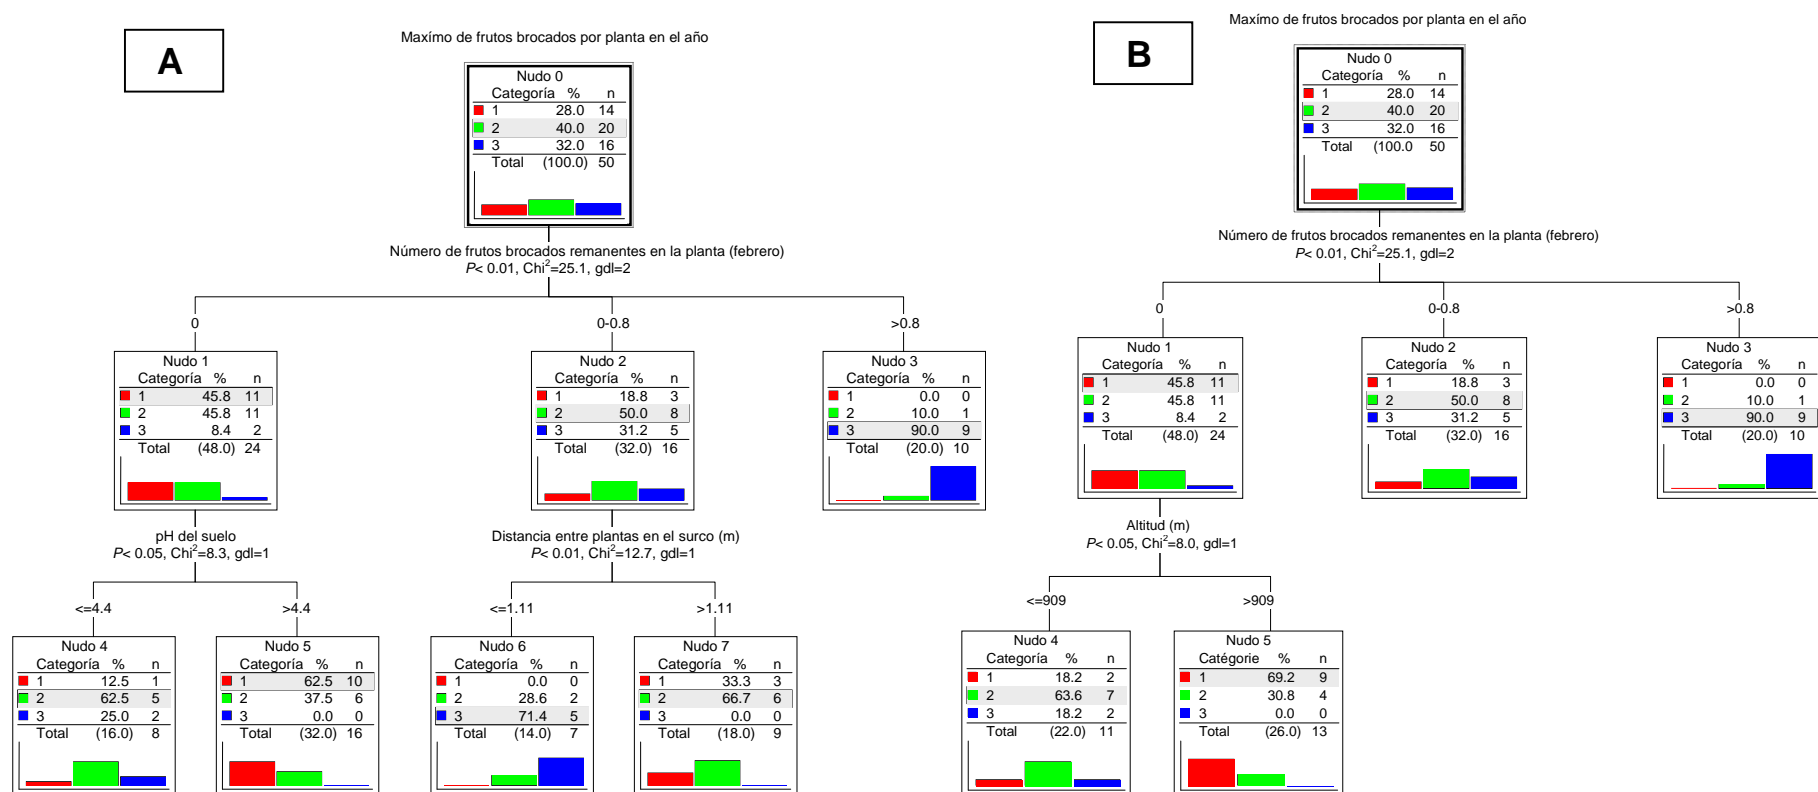 A
Maxímo de frutos brocados por planta en el año
Nudo 0
Categoría % n
1 28.0 14
2 40.0 20
3 32.0 16
Total (100.0) 50
Número de frutos brocados remanentes en la planta (febrero)
P< 0.01, Chi²=25.1, gdl=2
0
0-0.8
>0.8
Nudo 1
Categoría % n
1 45.8 11
2 45.8 11
3 8.4 2
Total (48.0) 24
Nudo 2
Categoría % n
1 18.8 3
2 50.0 8
3 31.2 5
Total (32.0) 16
Nudo 3
Categoría % n
1 0.0 0
2 10.0 1
3 90.0 9
Total (20.0) 10
pH del suelo
P< 0.05, Chi²=8.3, gdl=1
Distancia entre plantas en el surco (m)
P< 0.01, Chi²=12.7, gdl=1
<=4.4
>4.4
<=1.11
>1.11
Nudo 4
Categoría % n
1 12.5 1
2 62.5 5
3 25.0 2
Total (16.0) 8
Nudo 5
Categoría % n
1 62.5 10
2 37.5 6
3 0.0 0
Total (32.0) 16
Nudo 6
Categoría % n
1 0.0 0
2 28.6 2
3 71.4 5
Total (14.0) 7
Nudo 7
Categoría % n
1 33.3 3
2 66.7 6
3 0.0 0
Total (18.0) 9
B
Maxímo de frutos brocados por planta en el año
Nudo 0
Categoría % n
1 28.0 14
2 40.0 20
3 32.0 16
Total (100.0 50
Número de frutos brocados remanentes en la planta (febrero)
P< 0.01, Chi²=25.1, gdl=2
0
0-0.8
>0.8
Nudo 1
Categoría % n
1 45.8 11
2 45.8 11
3 8.4 2
Total (48.0) 24
Nudo 2
Categoría % n
1 18.8 3
2 50.0 8
3 31.2 5
Total (32.0) 16
Nudo 3
Categoría % n
1 0.0 0
2 10.0 1
3 90.0 9
Total (20.0) 10
Altitud (m)
P< 0.05, Chi²=8.0, gdl=1
<=909
>909
Nudo 4
Categoría % n
1 18.2 2
2 63.6 7
3 18.2 2
Total (22.0) 11
Nudo 5
Catégorie % n
1 69.2 9
2 30.8 4
3 0.0 0
Total (26.0) 13